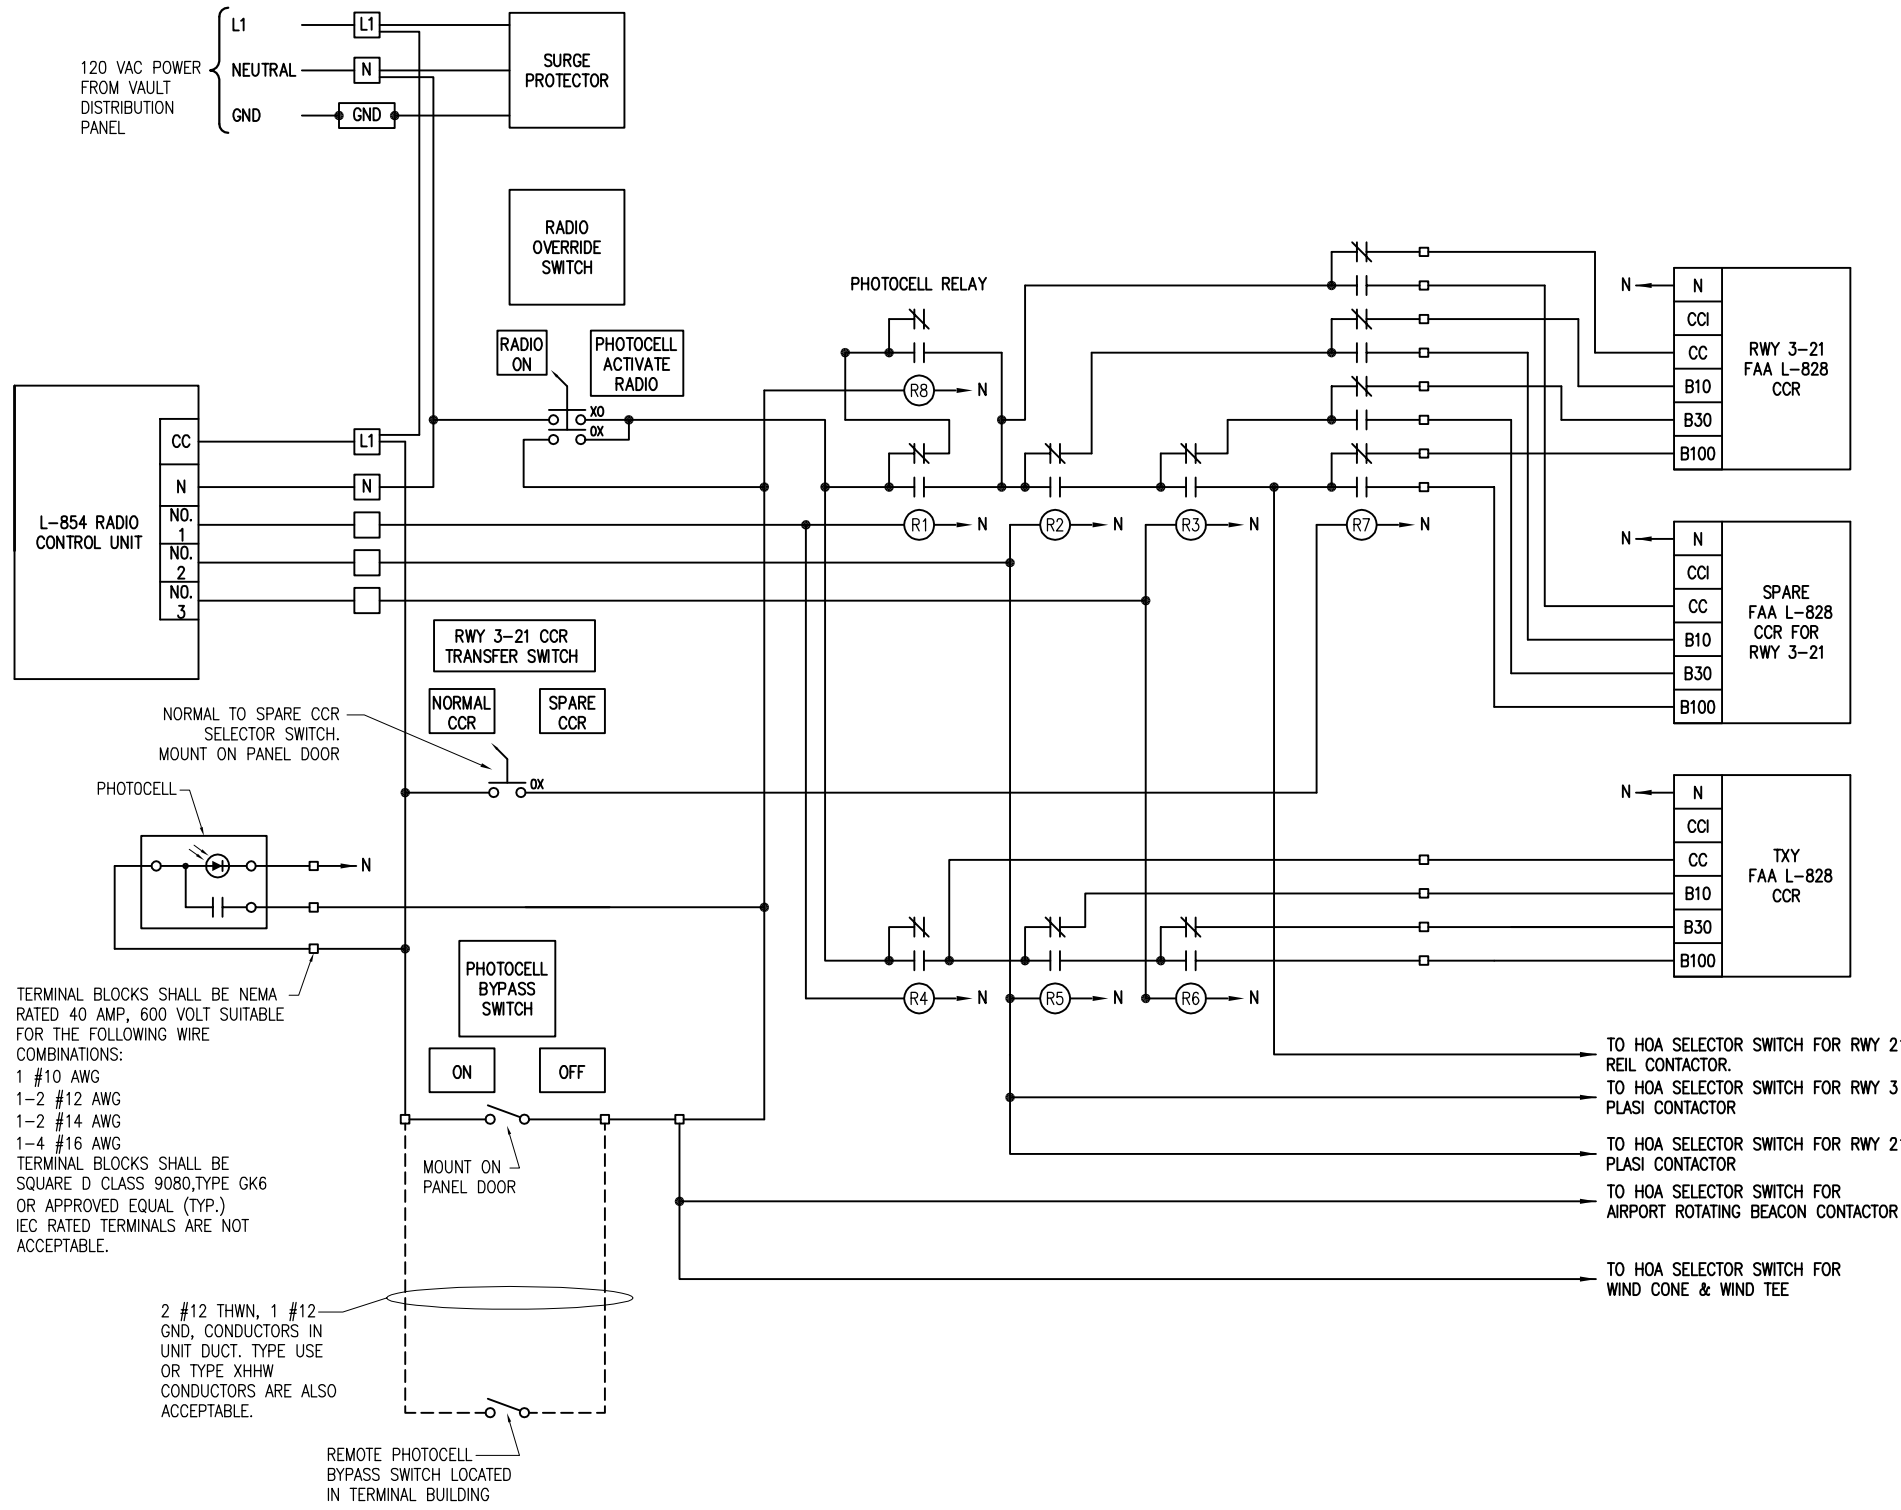 120 VAC POWER
FROM VAULT
DISTRIBUTION
PANEL
L1
NEUTRAL
GND
L1
N
GND
SURGE
PROTECTOR
RADIO
OVERRIDE
SWITCH
RADIO
ON
PHOTOCELL
ACTIVATE
RADIO
XO
OX
PHOTOCELL RELAY
R8
N
L-854 RADIO
CONTROL UNIT
CC
N
NO.
1
NO.
2
NO.
3
L1
N
R1
N
R2
N
R3
N
R7
N
N
N
CCI
CC
B10
B30
B100
RWY 3-21
FAA L-828
CCR
N
N
CCI
CC
B10
B30
B100
SPARE
FAA L-828
CCR FOR
RWY 3-21
RWY 3-21 CCR
TRANSFER SWITCH
NORMAL
CCR
SPARE
CCR
NORMAL TO SPARE CCR
SELECTOR SWITCH.
MOUNT ON PANEL DOOR
OX
PHOTOCELL
N
N
N
CCI
CC
B10
B30
B100
TXY
FAA L-828
CCR
R4
N
R5
N
R6
N
PHOTOCELL
BYPASS
SWITCH
ON
OFF
TERMINAL BLOCKS SHALL BE NEMA
RATED 40 AMP, 600 VOLT SUITABLE
FOR THE FOLLOWING WIRE
COMBINATIONS:
1 #10 AWG
1-2 #12 AWG
1-2 #14 AWG
1-4 #16 AWG
TERMINAL BLOCKS SHALL BE
SQUARE D CLASS 9080,TYPE GK6
OR APPROVED EQUAL (TYP.)
IEC RATED TERMINALS ARE NOT
ACCEPTABLE.
MOUNT ON
PANEL DOOR
TO HOA SELECTOR SWITCH FOR RWY 21
REIL CONTACTOR.
TO HOA SELECTOR SWITCH FOR RWY 3
PLASI CONTACTOR
TO HOA SELECTOR SWITCH FOR RWY 21
PLASI CONTACTOR
TO HOA SELECTOR SWITCH FOR
AIRPORT ROTATING BEACON CONTACTOR
TO HOA SELECTOR SWITCH FOR
WIND CONE & WIND TEE
2 #12 THWN, 1 #12
GND, CONDUCTORS IN
UNIT DUCT. TYPE USE
OR TYPE XHHW
CONDUCTORS ARE ALSO
ACCEPTABLE.
REMOTE PHOTOCELL
BYPASS SWITCH LOCATED
IN TERMINAL BUILDING